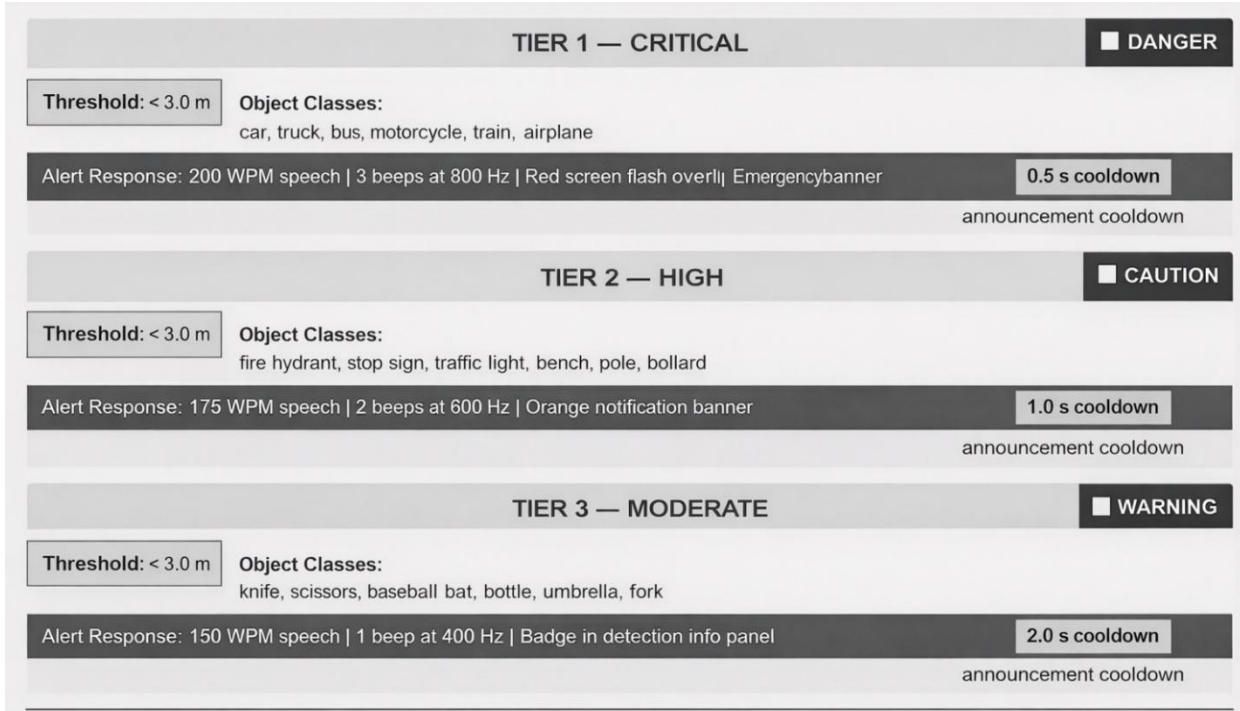 TIER 1 — CRITICAL
DANGER
Threshold: < 3.0 m
Object Classes:
car, truck, bus, motorcycle, train, airplane
Alert Response: 200 WPM speech | 3 beeps at 800 Hz | Red screen flash | Emergencybanner
0.5 s cooldown
announcement cooldown
TIER 2 — HIGH
CAUTION
Threshold: < 3.0 m
Object Classes:
fire hydrant, stop sign, traffic light, bench, pole, bollard
Alert Response: 175 WPM speech | 2 beeps at 600 Hz | Orange notification banner
1.0 s cooldown
announcement cooldown
TIER 3 — MODERATE
WARNING
Threshold: < 3.0 m
Object Classes:
knife, scissors, baseball bat, bottle, umbrella, fork
Alert Response: 150 WPM speech | 1 beep at 400 Hz | Badge in detection info panel
2.0 s cooldown
announcement cooldown